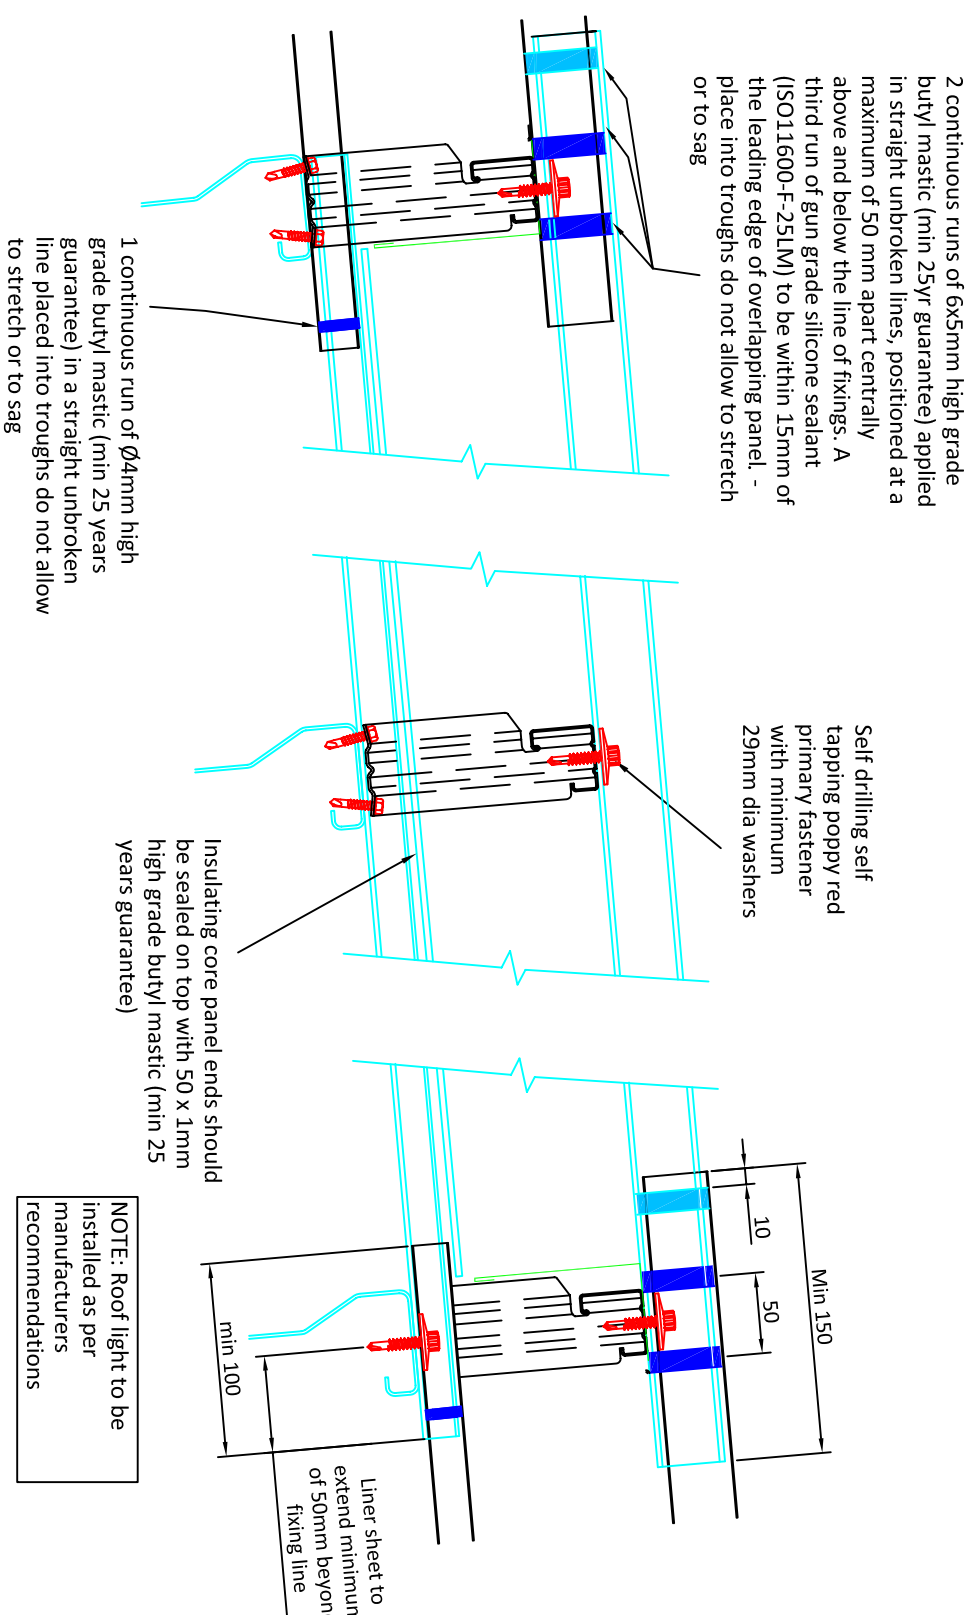 2 continuous runs of 6x5mm high grade
butyl mastic (min 25yr guarantee) applied
in straight unbroken lines, positioned at a
maximum of 50 mm apart centrally
above and below the line of fixings. A
third run of gun grade silicone sealant
(ISO11600-F-25LM) to be within 15mm of
the leading edge of overlapping panel. -
place into troughs do not allow to stretch
or to sag
Self drilling self
tapping poppy red
primary fastener
with minimum
29mm dia washers
Min 150
10
50
1 continuous run of Ø4mm high
grade butyl mastic (min 25 years
guarantee) in a straight unbroken
line placed into troughs do not allow
to stretch or to sag
Insulating core panel ends should
be sealed on top with 50 x 1mm
high grade butyl mastic (min 25
years guarantee)
min 100
Liner sheet to
extend minimum
of 50mm beyon
fixing line
NOTE: Roof light to be
installed as per
manufacturers
recommendations